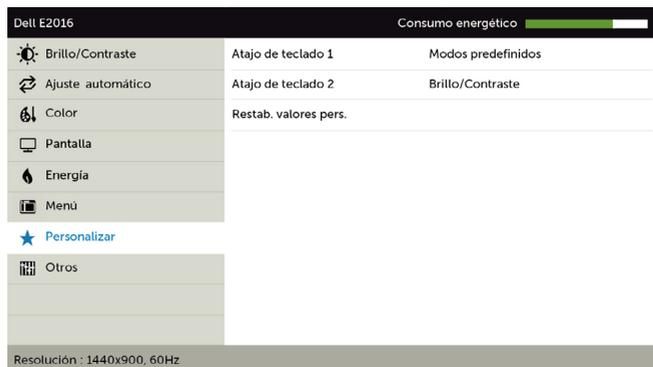 Dell E2016 Consumo energético
Brillo/Contraste Atajo de teclado 1 Modos predefinidos
Ajuste automático Atajo de teclado 2 Brillo/Contraste
Color Restab. valores pers.
Pantalla
Energía
Menú
Personalizar
Otros
Resolución : 1440x900, 60Hz